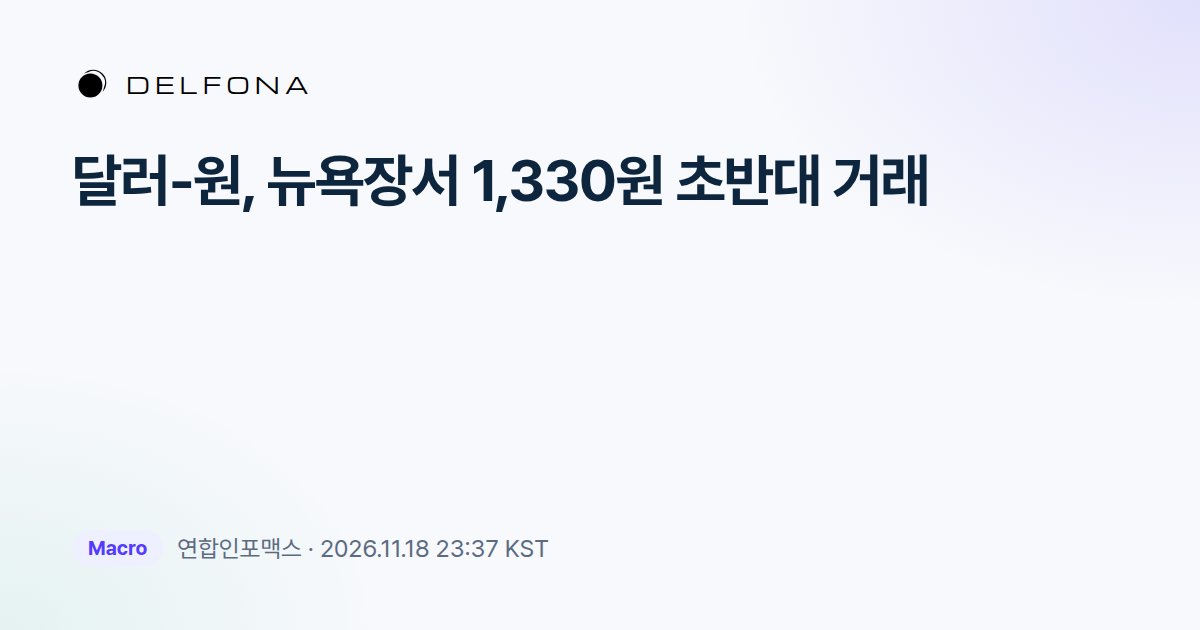 DELFONA
달러-원, 뉴욕장서 1,330원 초반대 거래
Macro 연합인포맥스 · 2026.11.18 23:37 KST